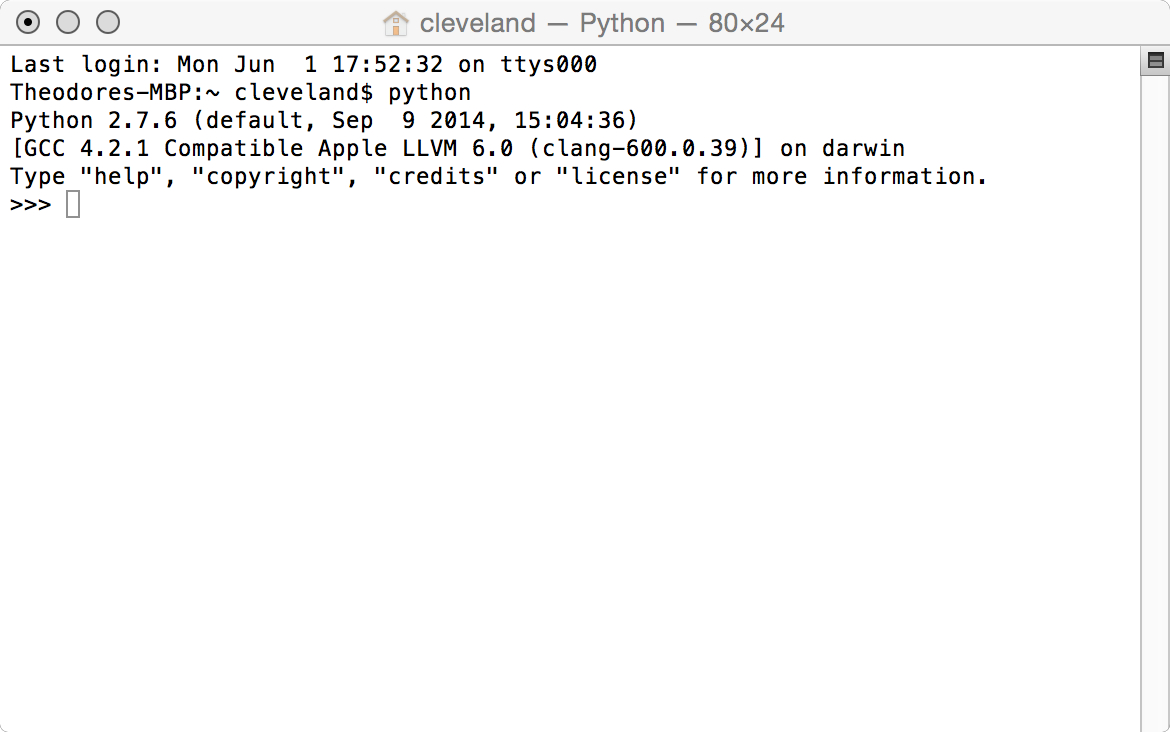 cleveland — Python — 80×24
Last login: Mon Jun  1 17:52:32 on ttys000
Theodores-MBP:~ cleveland$ python
Python 2.7.6 (default, Sep  9 2014, 15:04:36)
[GCC 4.2.1 Compatible Apple LLVM 6.0 (clang-600.0.39)] on darwin
Type "help", "copyright", "credits" or "license" for more information.
>>>